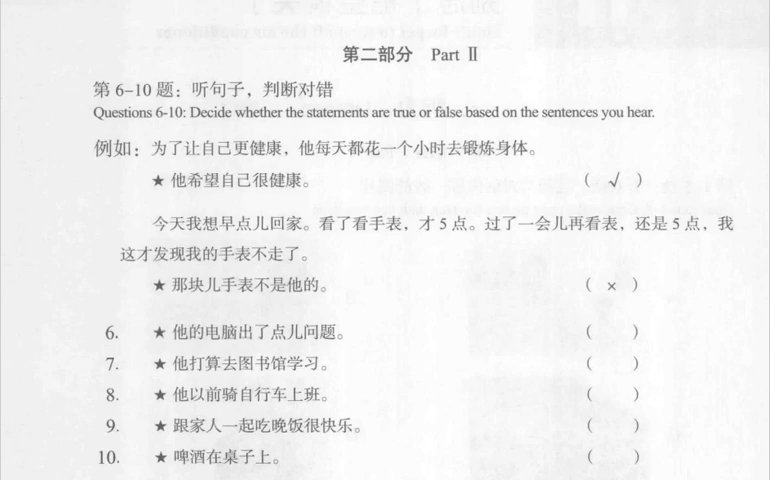 第二部分 Part Ⅱ
第 6-10 题：听句子，判断对错
Questions 6-10: Decide whether the statements are true or false based on the sentences you hear.
例如：为了让自己更健康，他每天都花一个小时去锻炼身体。
★ 他希望自己很健康。 （ √ ）
今天我想早点儿回家。看了看手表，才 5 点。过了一会儿再看表，还是 5 点，我
这才发现我的手表不走了。
★ 那块儿手表不是他的。 （ × ）
6. ★ 他的电脑出了点儿问题。 （ ）
7. ★ 他打算去图书馆学习。 （ ）
8. ★ 他以前骑自行车上班。 （ ）
9. ★ 跟家人一起吃晚饭很快乐。 （ ）
10. ★ 啤酒在桌子上。 （ ）